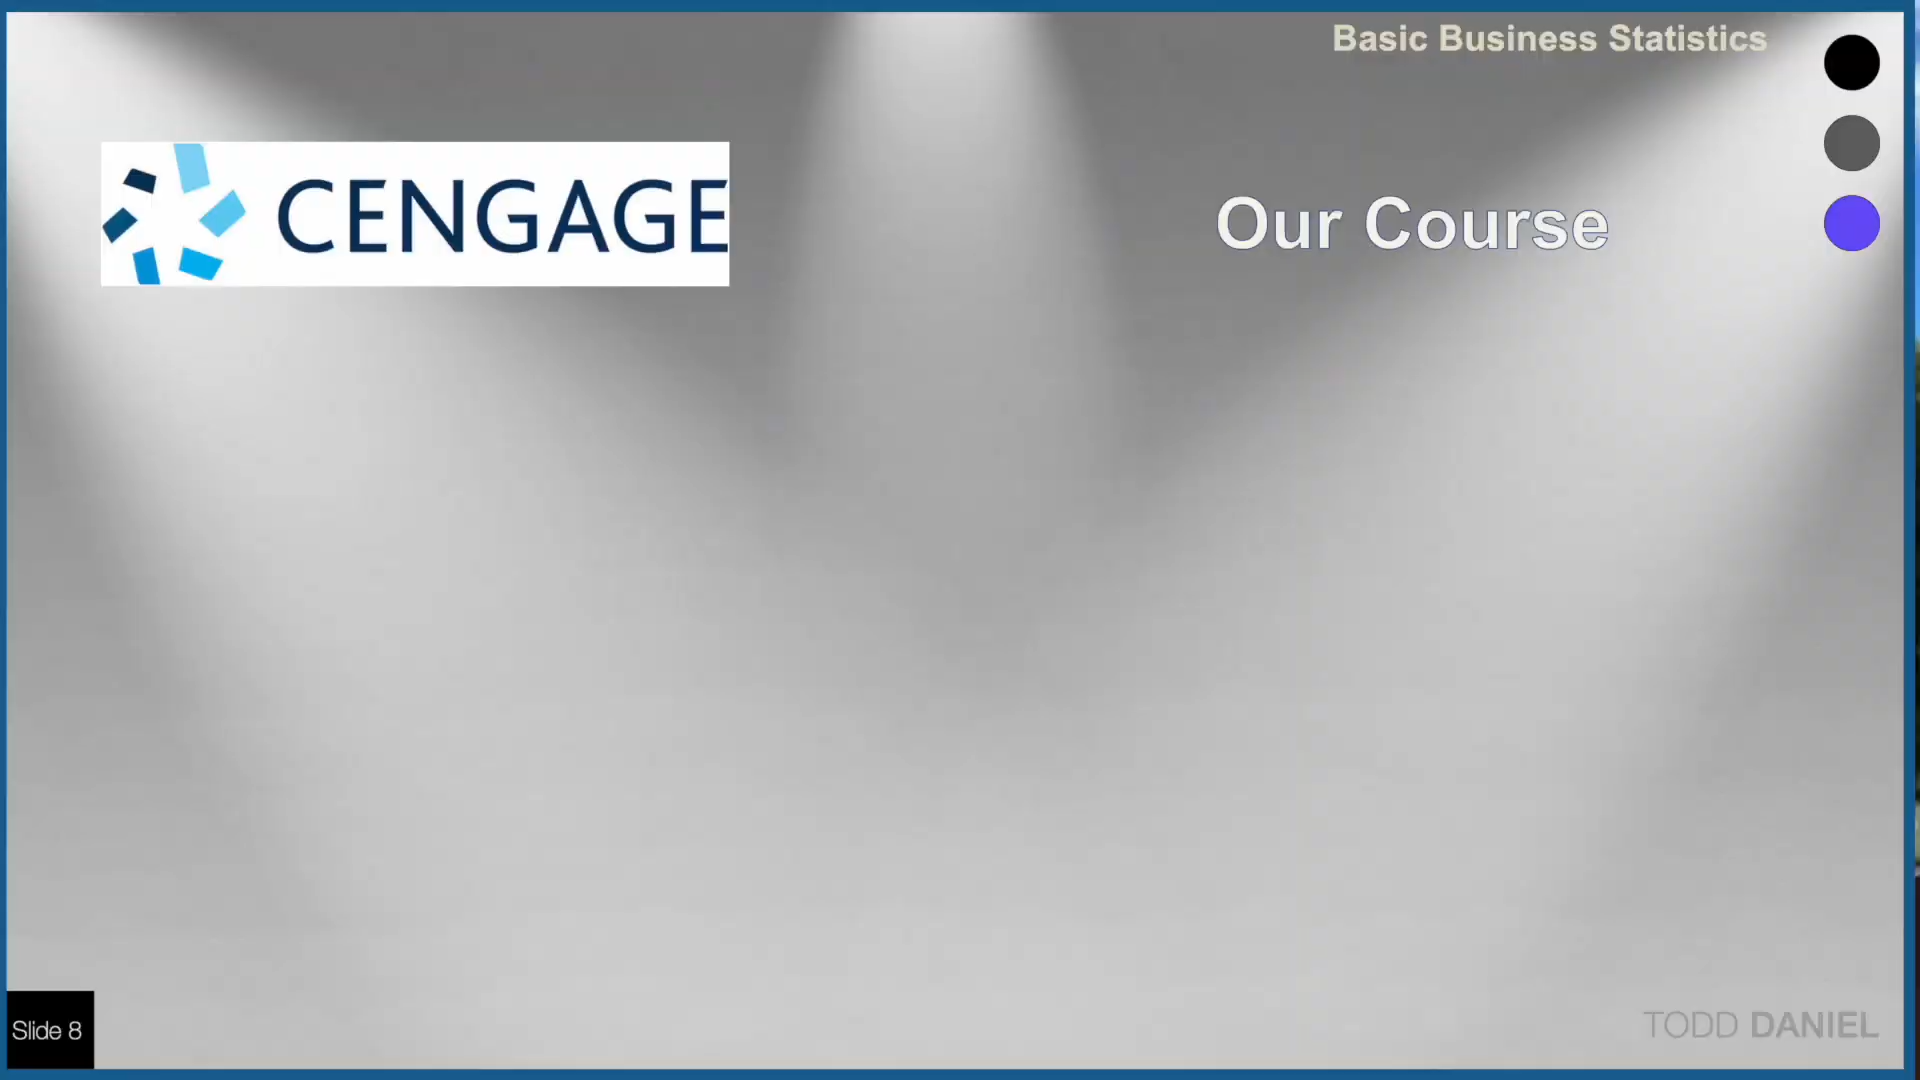 Basic Business Statistics
CENGAGE
Our Course
Slide 8
TODD DANIEL